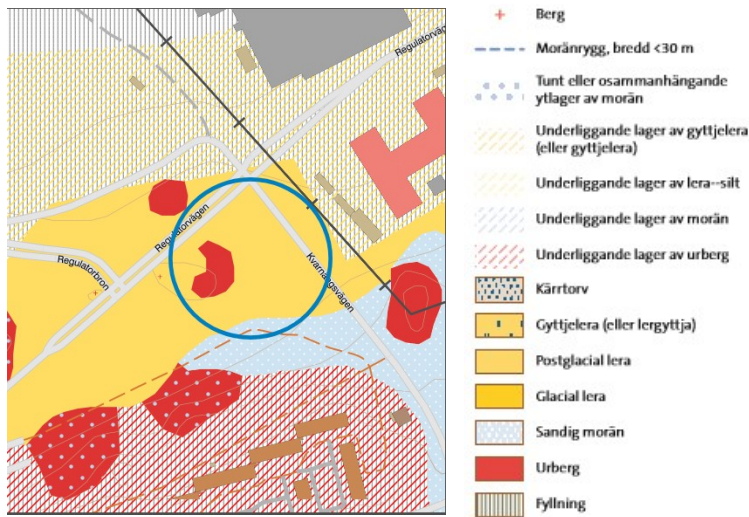 Regulatorväg
Regulatorvägen
Regulatorbron
Kvarnängsvägen
Berg
Moränrygg, bredd <30 m
Tunt eller osammanhängande
ytlager av morän
Underliggande lager av gyttjelera
(eller gyttjelera)
Underliggande lager av lera--silt
Underliggande lager av morän
Underliggande lager av urberg
Kärrtorv
Gyttjelera (eller lergyttja)
Postglacial lera
Glacial lera
Sandig morän
Urberg
Fyllning